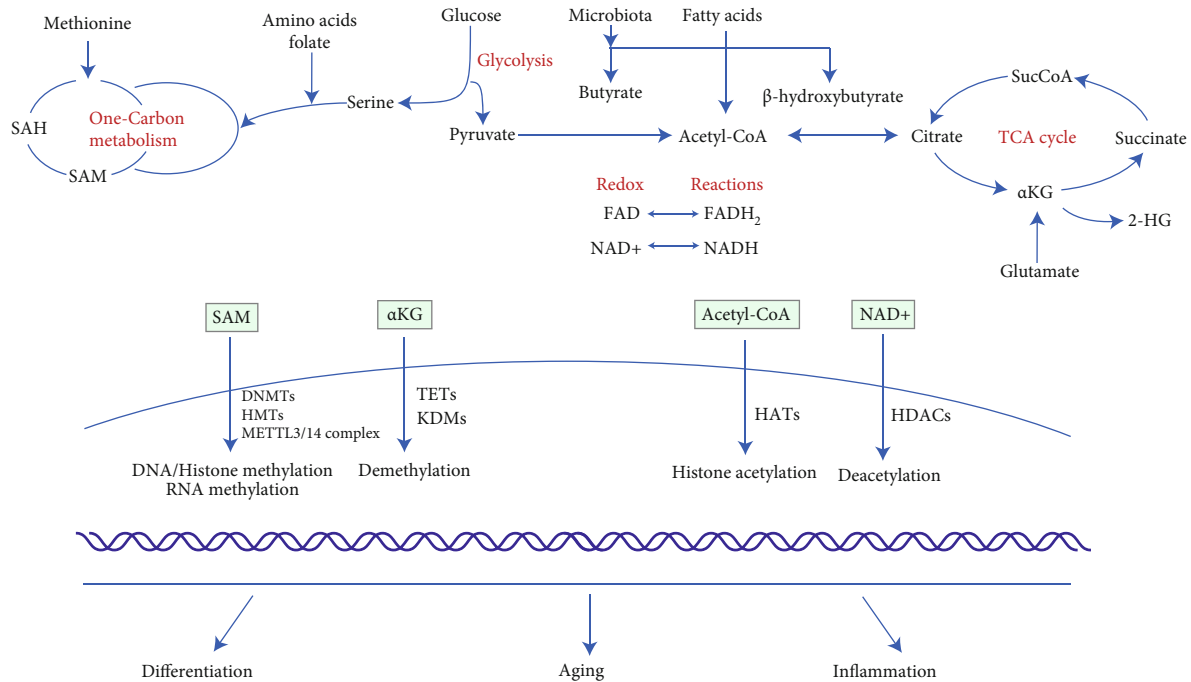 Methionine
Amino acids
folate
Glucose
Microbiota
Fatty acids
Glycolysis
SucCoA
Butyrate
β-hydroxybutyrate
Serine
SAH
One-Carbon
metabolism
Pyruvate
Acetyl-CoA
Citrate
TCA cycle
Succinate
SAM
Redox
Reactions
αKG
FAD
FADH2
2-HG
NAD+
NADH
Glutamate
SAM
αKG
Acetyl-CoA
NAD+
DNMTs
HMTs
METTL3/14 complex
TETs
KDMs
HATs
HDACs
DNA/Histone methylation
RNA methylation
Demethylation
Histone acetylation
Deacetylation
Differentiation
Aging
Inflammation